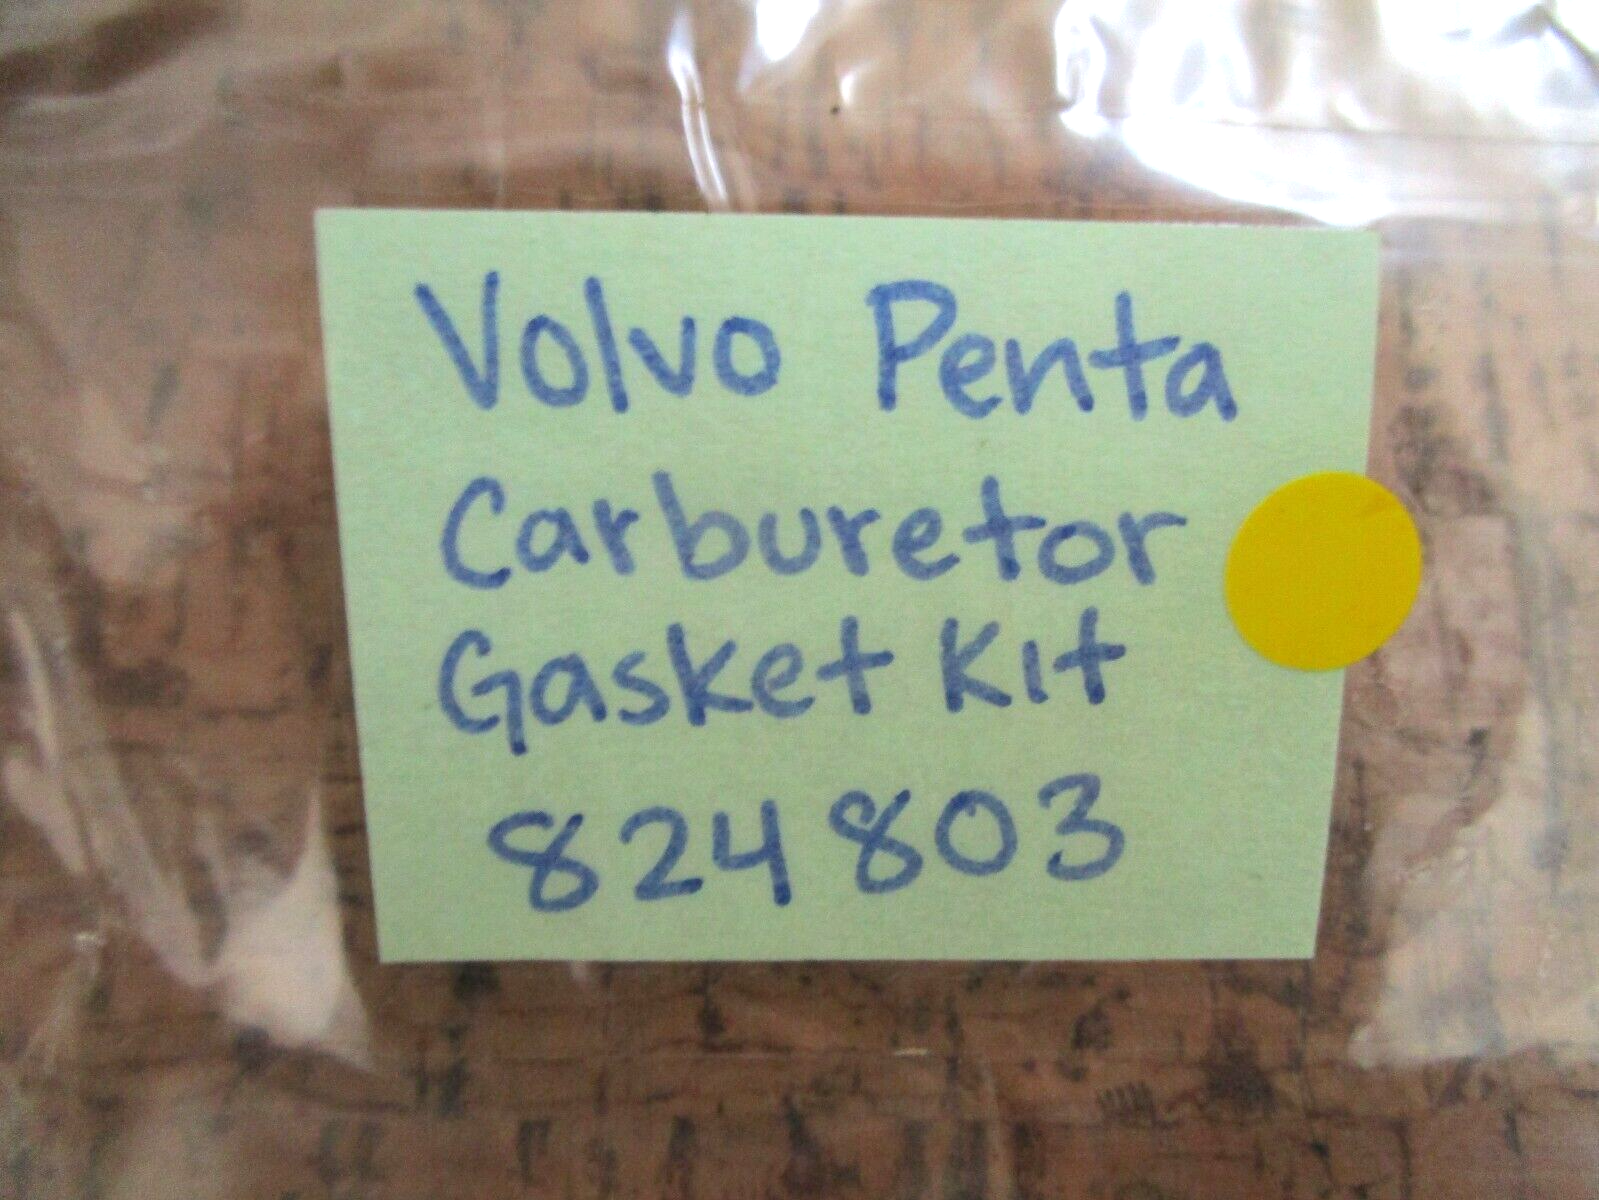 Volvo Penta
Carburetor
Gasket Kit
824803